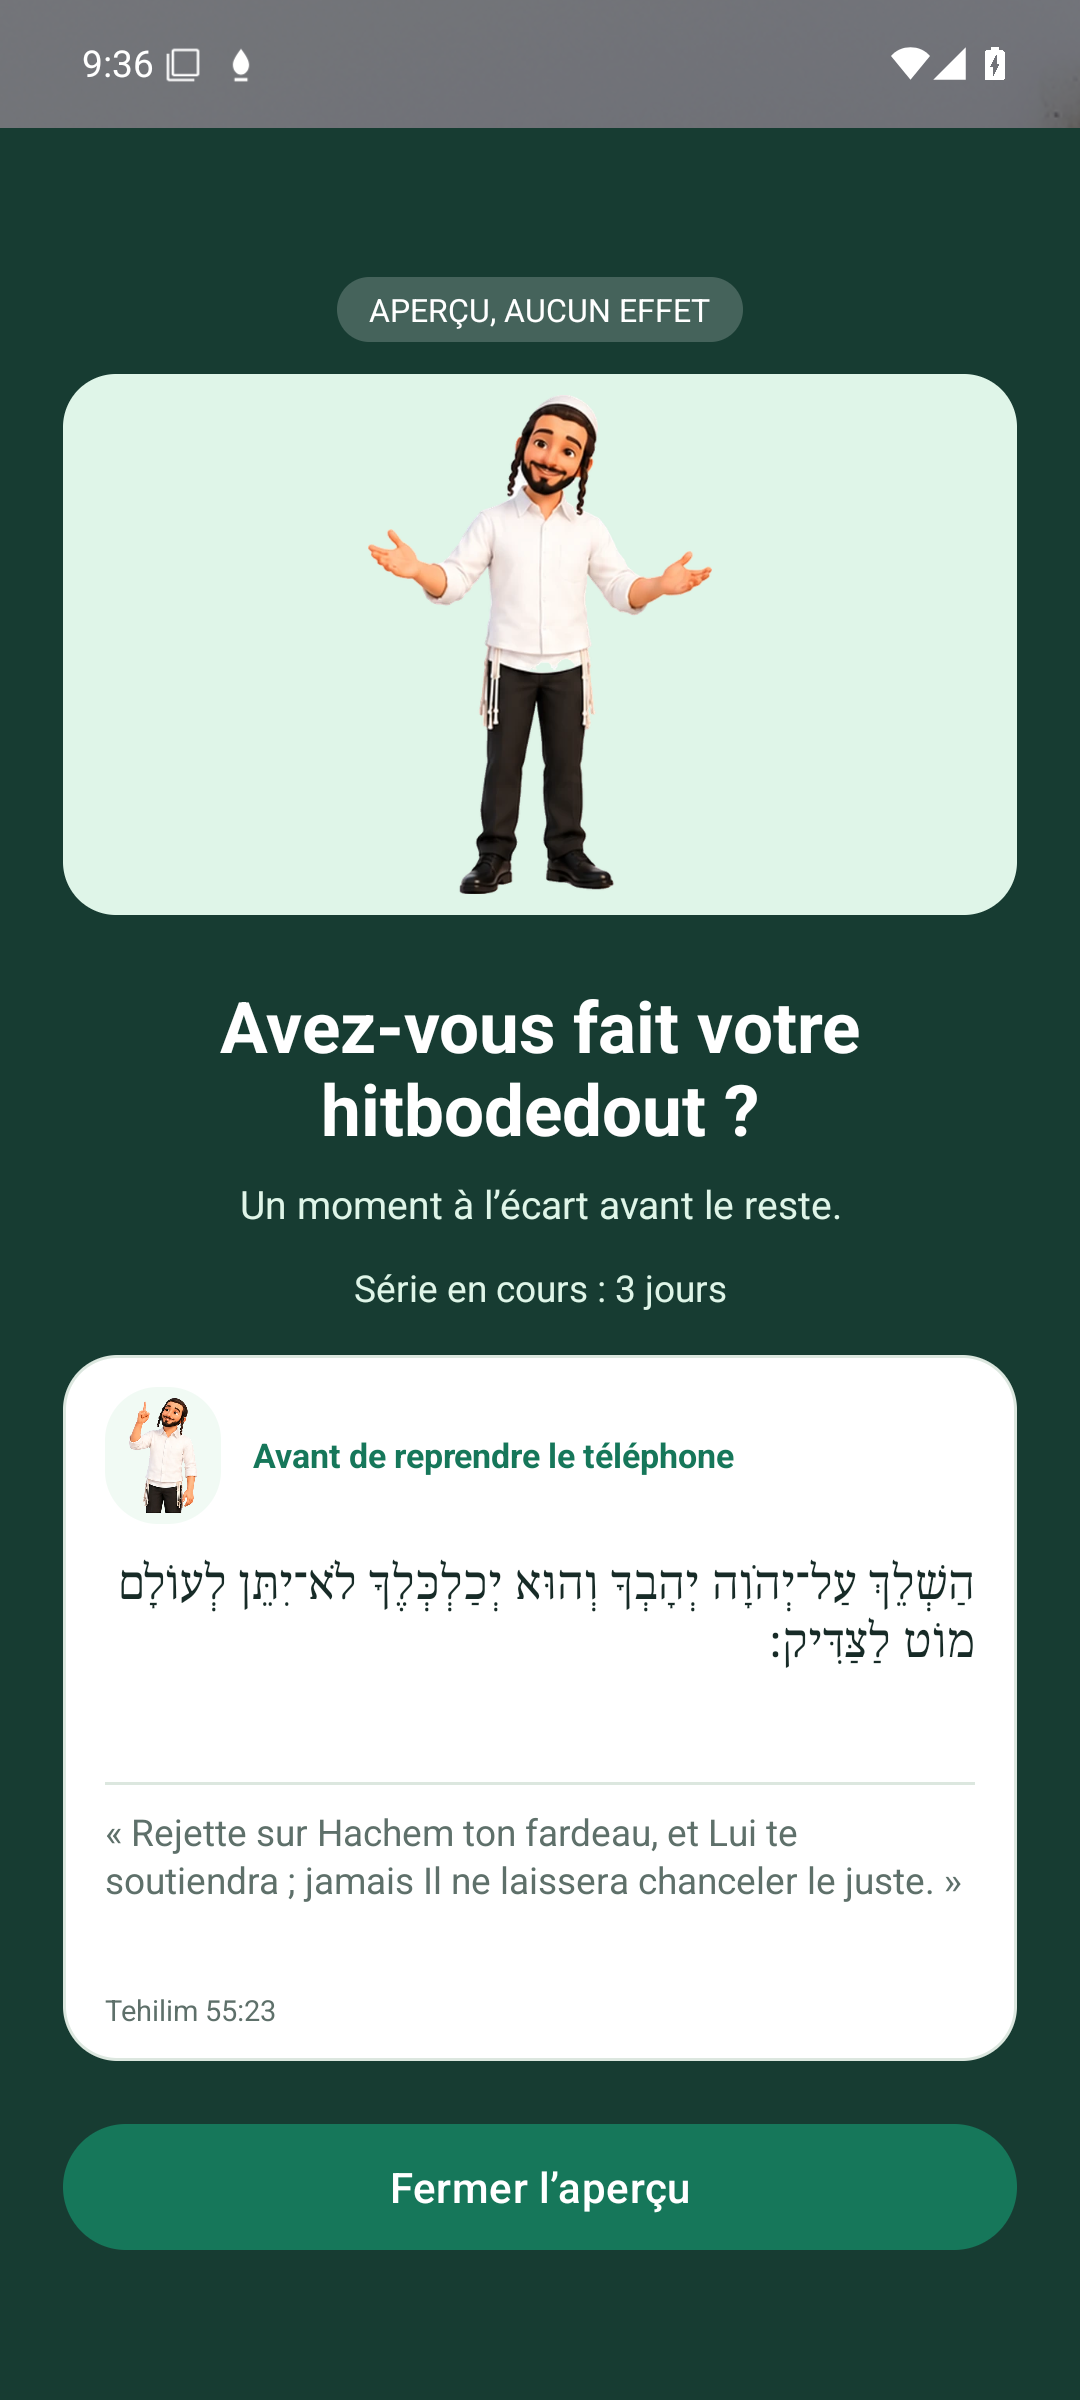 9:36
APERÇU, AUCUN EFFET
Avez-vous fait votre
hitbodedout ?
Un moment à l’écart avant le reste.
Série en cours : 3 jours
Avant de reprendre le téléphone
הַשְׁלֵךְ עַל־יְהֹוָה יְהָבְךָ וְהוּא יְכַלְכְּלֶךָ לֹא־יִתֵּן לְעוֹלָם
מוֹט לַצַּדִּיק׃
« Rejette sur Hachem ton fardeau, et Lui te
soutiendra ; jamais Il ne laissera chanceler le juste. »
Tehilim 55:23
Fermer l’aperçu